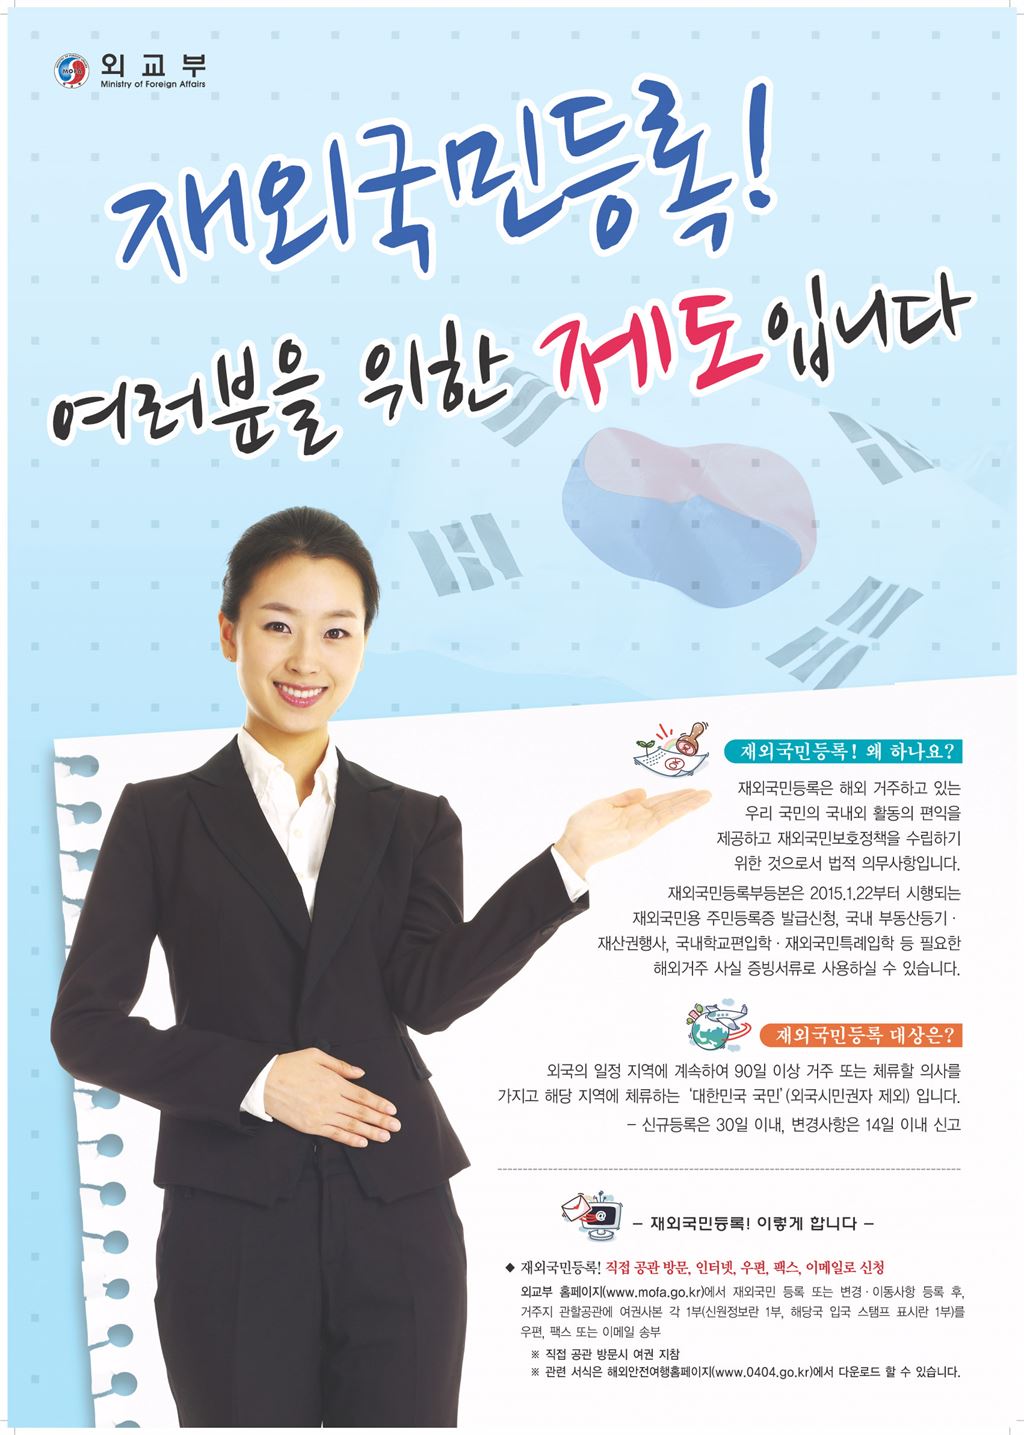 외교부
Ministry of Foreign Affairs
재외국민등록!
여러분을 위한 제도입니다
재외국민등록! 왜 하나요?
재외국민등록은 해외 거주하고 있는
우리 국민의 국내외 활동의 편익을
제공하고 재외국민보호정책을 수립하기
위한 것으로서 법적 의무사항입니다.
재외국민등록부등본은 2015.1.22부터 시행되는
재외국민용 주민등록증 발급신청, 국내 부동산등기 ·
재산권행사, 국내학교편입학 · 재외국민특례입학 등 필요한
해외거주 사실 증빙서류로 사용하실 수 있습니다.
재외국민등록 대상은?
외국의 일정 지역에 계속하여 90일 이상 거주 또는 체류할 의사를
가지고 해당 지역에 체류하는 ‘대한민국 국민’(외국시민권자 제외) 입니다.
– 신규등록은 30일 이내, 변경사항은 14일 이내 신고
– 재외국민등록! 이렇게 합니다 –
◆ 재외국민등록! 직접 공관 방문, 인터넷, 우편, 팩스, 이메일로 신청
외교부 홈페이지(www.mofa.go.kr)에서 재외국민 등록 또는 변경 · 이동사항 등록 후,
거주지 관할공관에 여권사본 각 1부(신원정보란 1부, 해당국 입국 스탬프 표시란 1부)를
우편, 팩스 또는 이메일 송부
※ 직접 공관 방문시 여권 지참
※ 관련 서식은 해외안전여행홈페이지(www.0404.go.kr)에서 다운로드 할 수 있습니다.